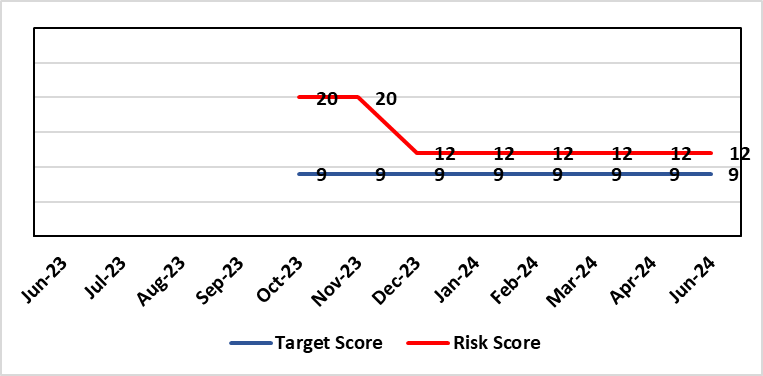 20 20
12 12 12 12 12 12
9 9 9 9 9 9 9 9
Jun-23 Jul-23 Aug-23 Sep-23 Oct-23 Nov-23 Dec-23 Jan-24 Feb-24 Mar-24 Apr-24 Jun-24
Target Score Risk Score